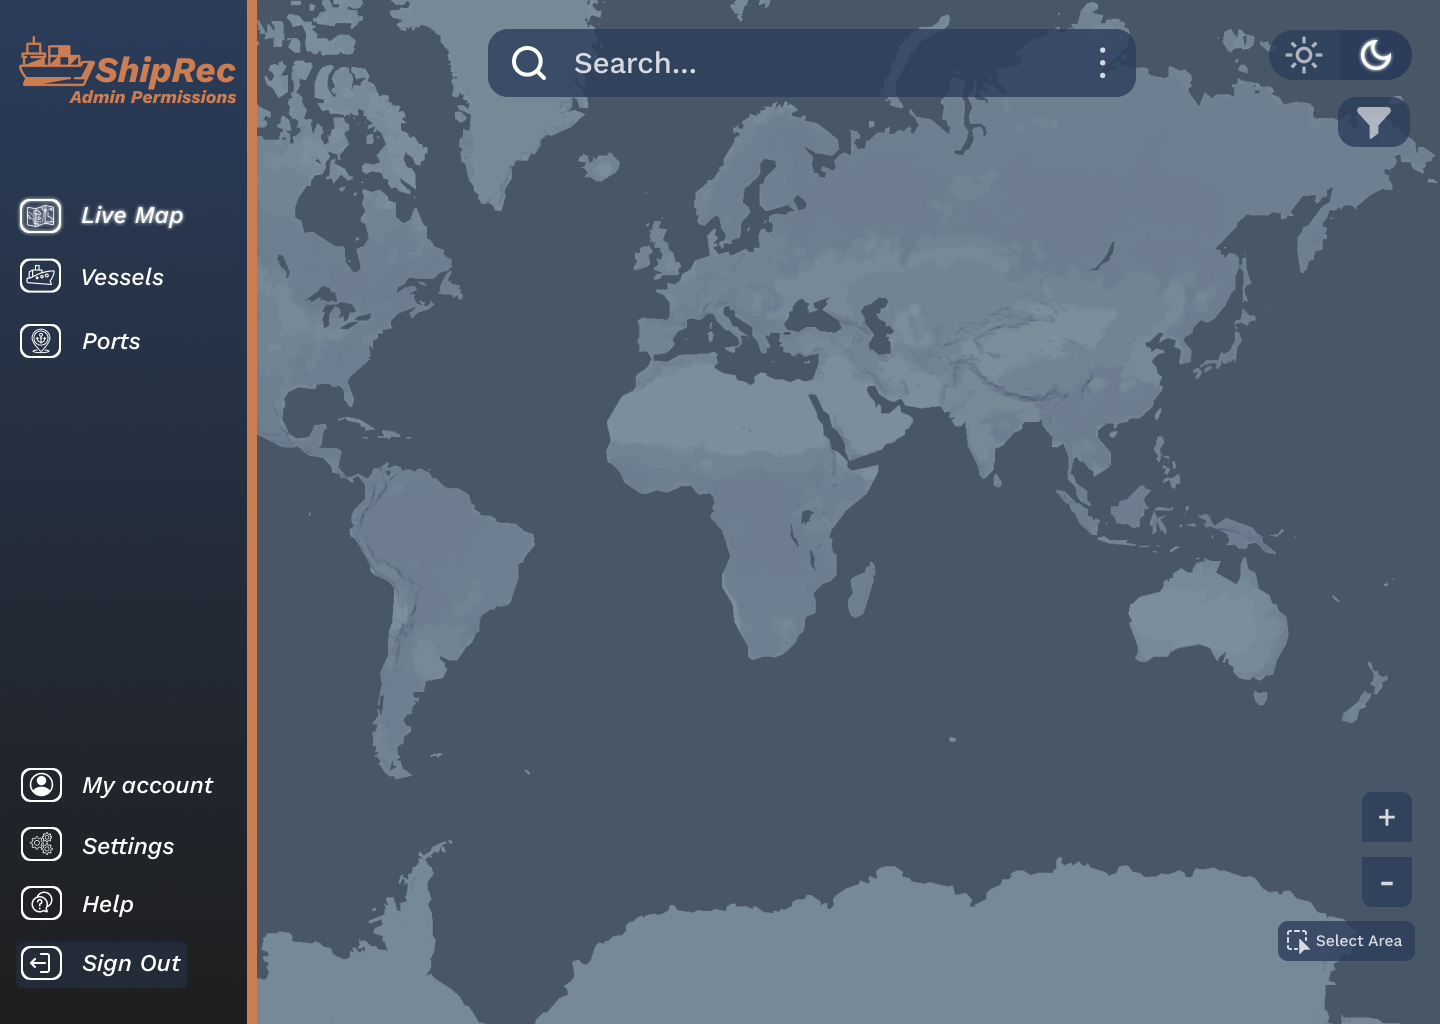 ShipRec
Admin Permissions
Search...
Live Map
Vessels
Ports
My account
Settings
Help
Sign Out
+
-
Select Area